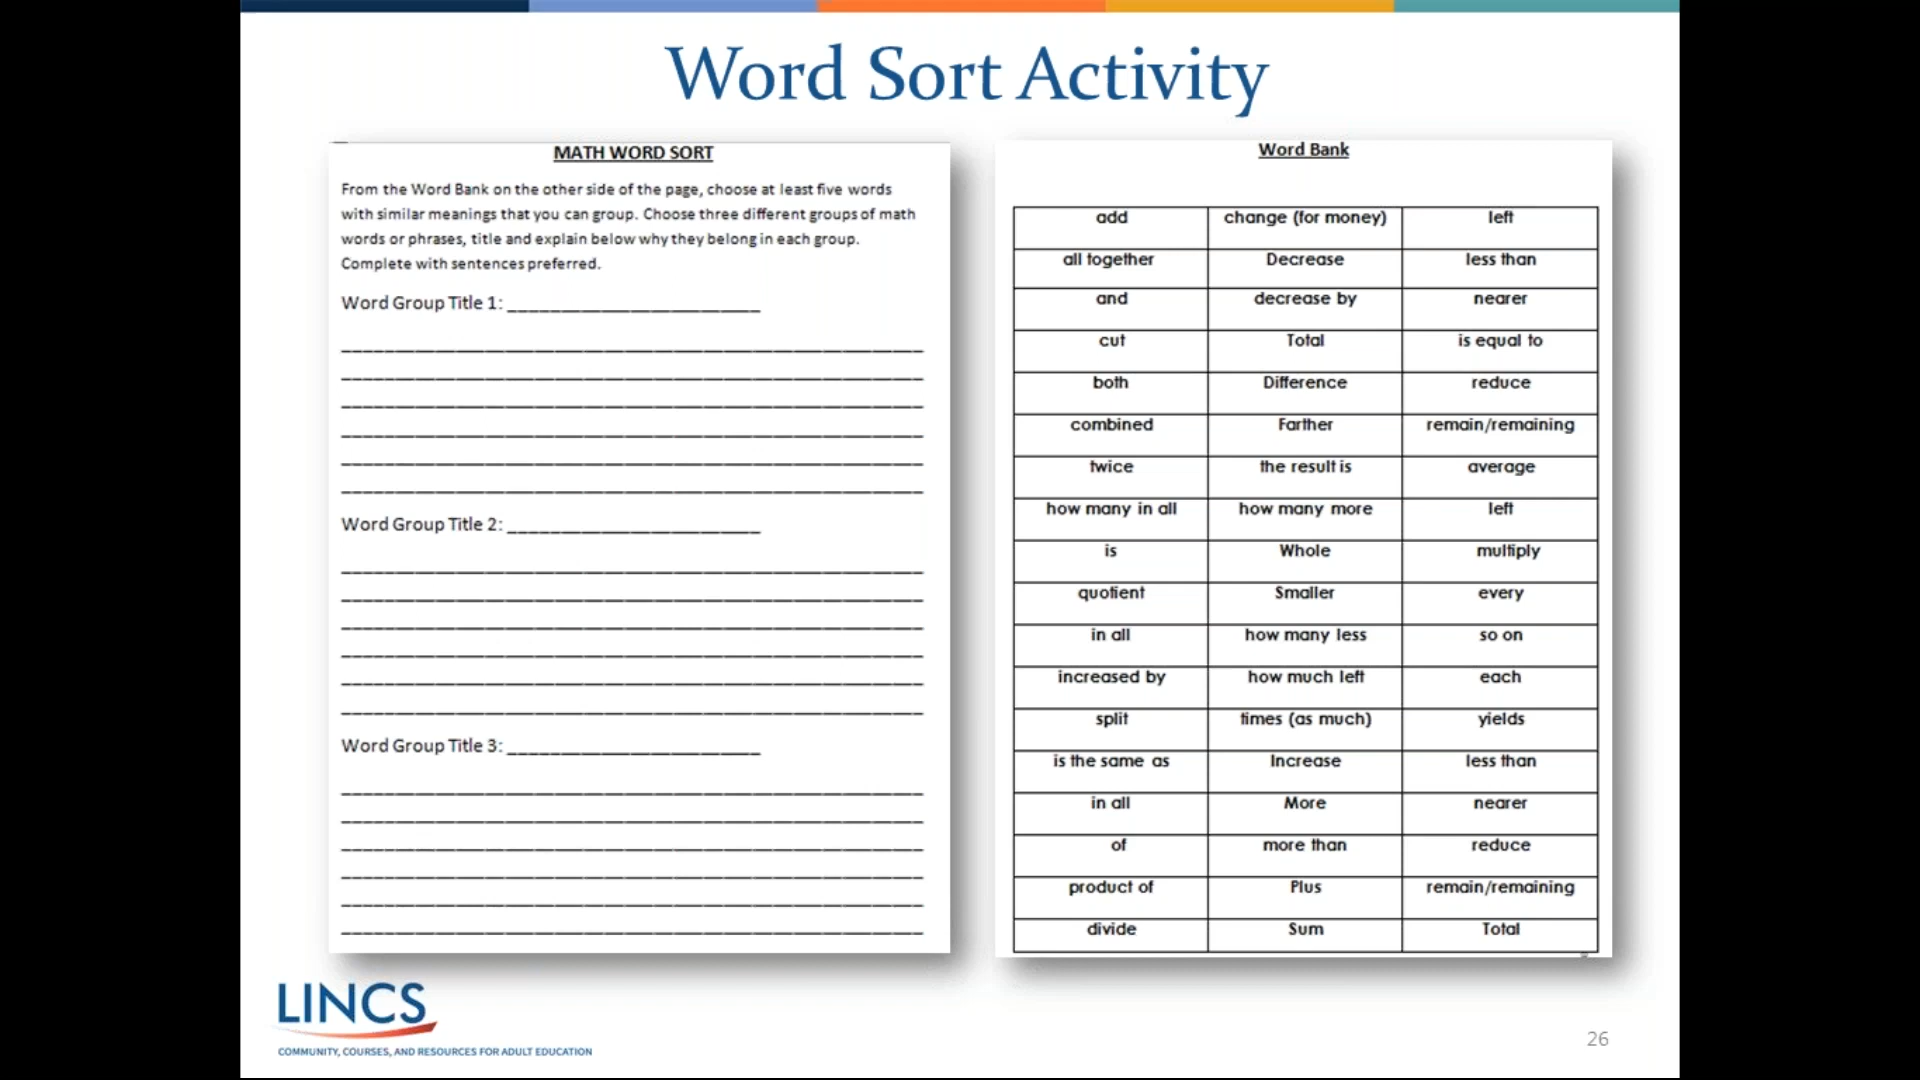 Word Sort Activity
MATH WORD SORT
From the Word Bank on the other side of the page, choose at least five words
with similar meanings that you can group. Choose three different groups of math
words or phrases, title and explain below why they belong in each group.
Complete with sentences preferred.
Word Group Title 1: ___________________________
Word Group Title 2: ___________________________
Word Group Title 3: ___________________________
Word Bank
add change (for money) left
all together Decrease less than
and decrease by nearer
cut Total is equal to
both Difference reduce
combined Farther remain/remaining
twice the result is average
how many in all how many more left
is Whole multiply
quotient Smaller every
in all how many less so on
increased by how much left each
split times (as much) yields
is the same as Increase less than
in all More nearer
of more than reduce
product of Plus remain/remaining
divide Sum Total
LINCS
COMMUNITY, COURSES, AND RESOURCES FOR ADULT EDUCATION
26